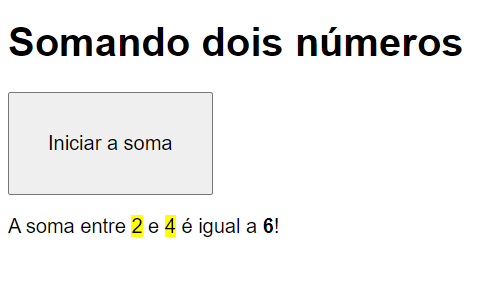 Somando dois números
Iniciar a soma
A soma entre 2 e 4 é igual a 6!